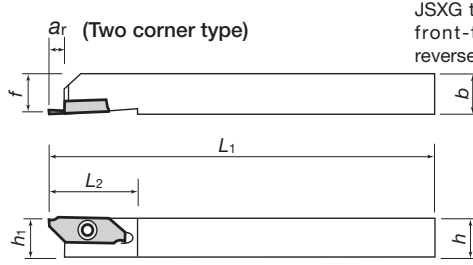 JSXG t
ar (Two corner type)
front-t
reverse
f
b
L1
L2
h1
h